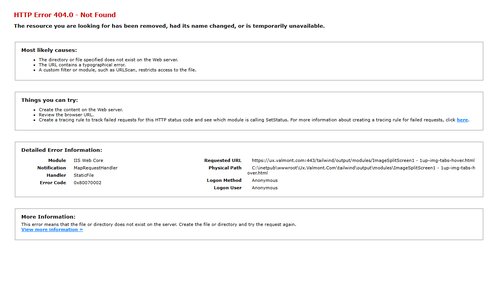 HTTP Error 404.0 - Not Found
The resource you are looking for has been removed, had its name changed, or is temporarily unavailable.
Most likely causes:
• The directory or file specified does not exist on the Web server.
• The URL contains a typographical error.
• A custom filter or module, such as URLScan, restricts access to the file.
Things you can try:
• Create the content on the Web server.
• Review the browser URL.
• Create a tracing rule to track failed requests for this HTTP status code and see which module is calling SetStatus. For more information about creating a tracing rule for failed requests, click here.
Detailed Error Information:
Module IIS Web Core
Notification MapRequestHandler
Handler StaticFile
Error Code 0x80070002
Requested URL https://ux.valmont.com:443/tailwind/output/modules/ImageSplitScreen1 - 1up-img-tabs-hover.html
Physical Path C:\inetpub\wwwroot\Ux.Valmont.Com\tailwind\output\modules\ImageSplitScreen1 - 1up-img-tabs-h
over.html
Logon Method Anonymous
Logon User Anonymous
More Information:
This error means that the file or directory does not exist on the server. Create the file or directory and try the request again.
View more information »